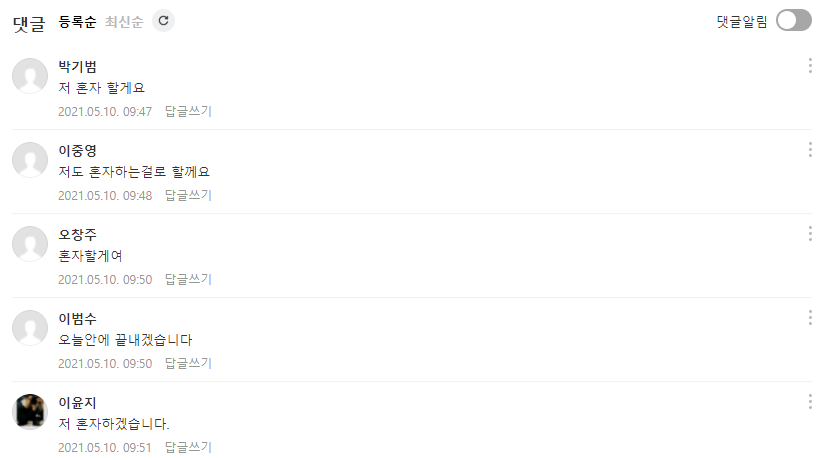 댓글 등록순 최신순 댓글알림
박기범
저 혼자 할게요
2021.05.10. 09:47 답글쓰기
이중영
저도 혼자하는걸로 할께요
2021.05.10. 09:48 답글쓰기
오창주
혼자할게여
2021.05.10. 09:50 답글쓰기
이범수
오늘안에 끝내겠습니다
2021.05.10. 09:50 답글쓰기
이윤지
저 혼자하겠습니다.
2021.05.10. 09:51 답글쓰기